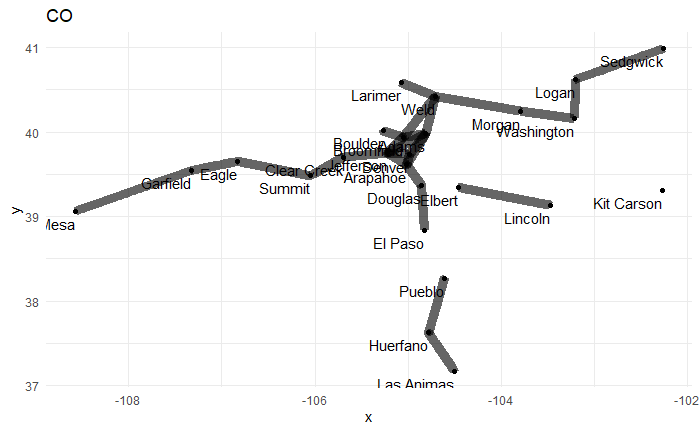 CO
41
Sedgwick
Larimer
Logan
Weld
40
Morgan
Washington
Boulder
Adams
Broomfield
Jefferson
Denver
Clear Creek
Eagle
Arapahoe
Garfield
Summit
Douglas
Elbert
Kit Carson
39
Mesa
Lincoln
El Paso
y
38
Pueblo
Huerfano
Las Animas
37
-108
-106
-104
-102
x